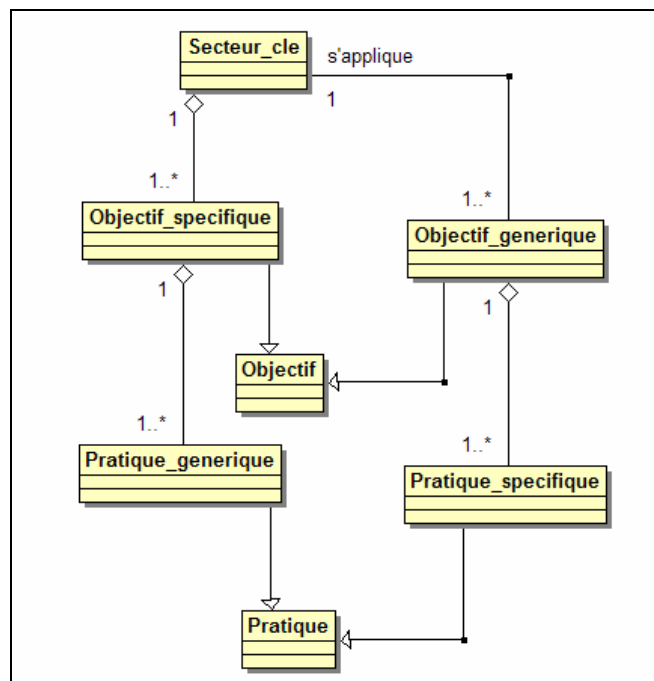 Secteur_cle
s'applique
1
1
1..*
1..*
Objectif_specifique
Objectif_generique
1
1
Objectif
1..*
1..*
Pratique_generique
Pratique_specifique
Pratique